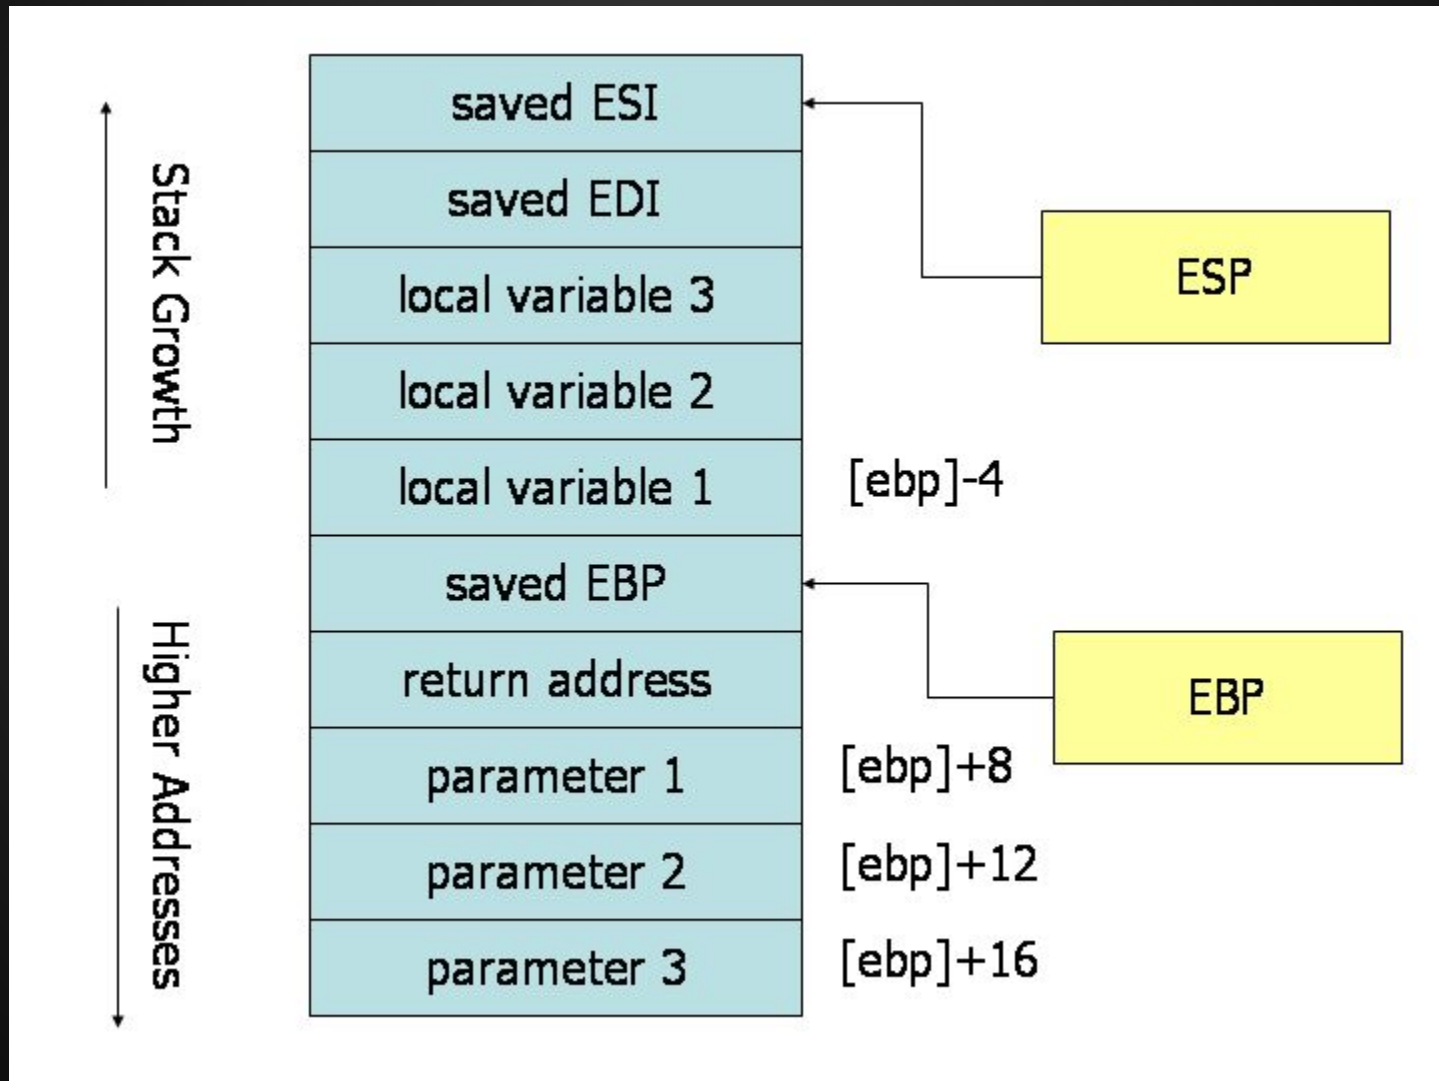 saved ESI
saved EDI
local variable 3
local variable 2
local variable 1
saved EBP
return address
parameter 1
parameter 2
parameter 3
Stack Growth
Higher Addresses
ESP
[ebp]-4
EBP
[ebp]+8
[ebp]+12
[ebp]+16